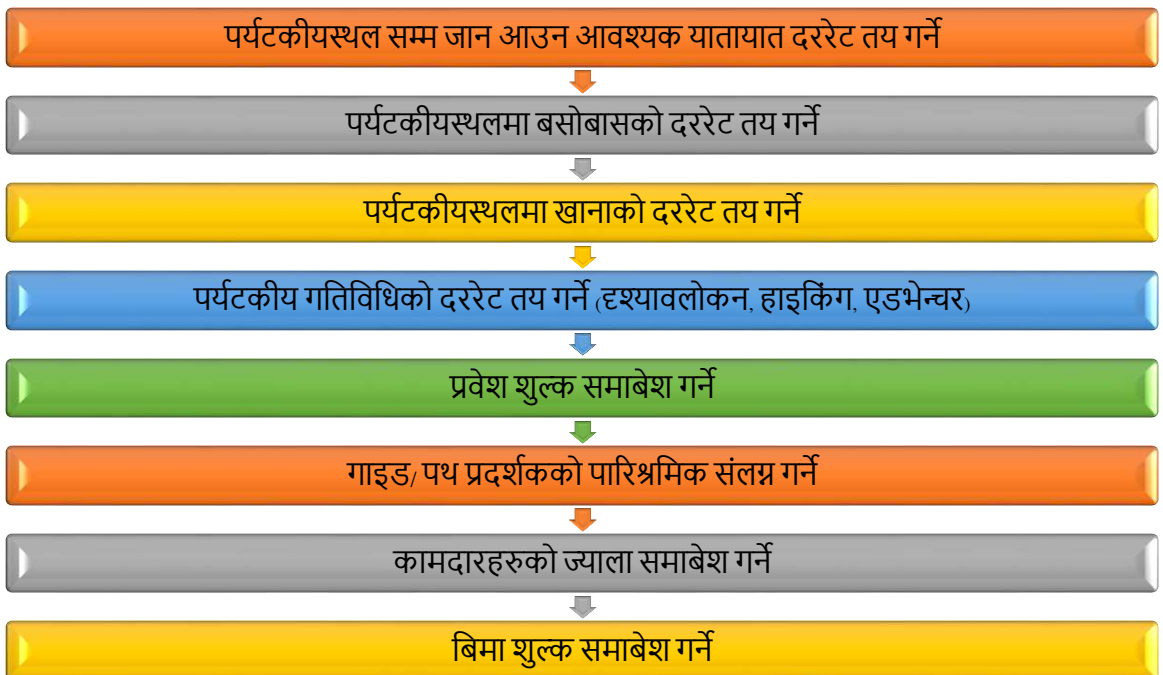 पर्यटकीयस्थल सम्म जान आउन आवश्यक यातायात दररेट तय गर्ने
पर्यटकीयस्थलमा बसोबासको दररेट तय गर्ने
पर्यटकीयस्थलमा खानाको दररेट तय गर्ने
पर्यटकीय गतिविधिको दररेट तय गर्ने (दृश्यावलोकन, हाइकिंग, एडभेन्चर)
प्रवेश शुल्क समाबेश गर्ने
गाइड/ पथ प्रदर्शकको पारिश्रमिक संलग्न गर्ने
कामदारहरुको ज्याला समाबेश गर्ने
बिमा शुल्क समाबेश गर्ने